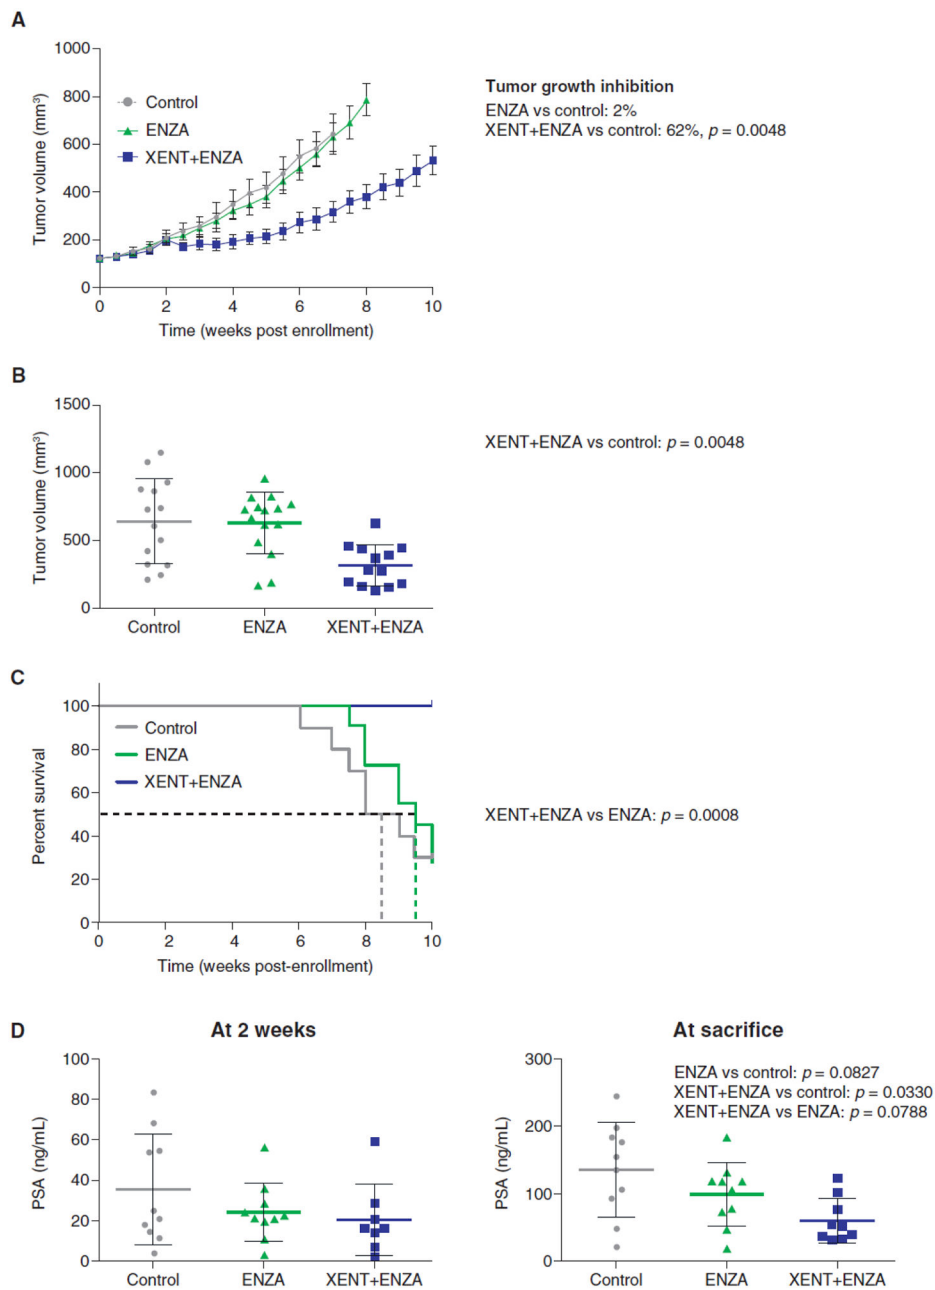 A
1000
800
600
400
200
0
Tumor volume (mm³)
Control
ENZA
XENT+ENZA
0 2 4 6 8 10
Time (weeks post enrollment)
Tumor growth inhibition
ENZA vs control: 2%
XENT+ENZA vs control: 62%, p = 0.0048
B
1500
1000
500
0
Tumor volume (mm³)
Control ENZA XENT+ENZA
XENT+ENZA vs control: p = 0.0048
C
100
80
60
40
20
0
Percent survival
Control
ENZA
XENT+ENZA
0 2 4 6 8 10
Time (weeks post-enrollment)
XENT+ENZA vs ENZA: p = 0.0008
D
At 2 weeks
100
80
60
40
20
0
PSA (ng/mL)
Control ENZA XENT+ENZA
At sacrifice
300
200
100
0
PSA (ng/mL)
ENZA vs control: p = 0.0827
XENT+ENZA vs control: p = 0.0330
XENT+ENZA vs ENZA: p = 0.0788
Control ENZA XENT+ENZA